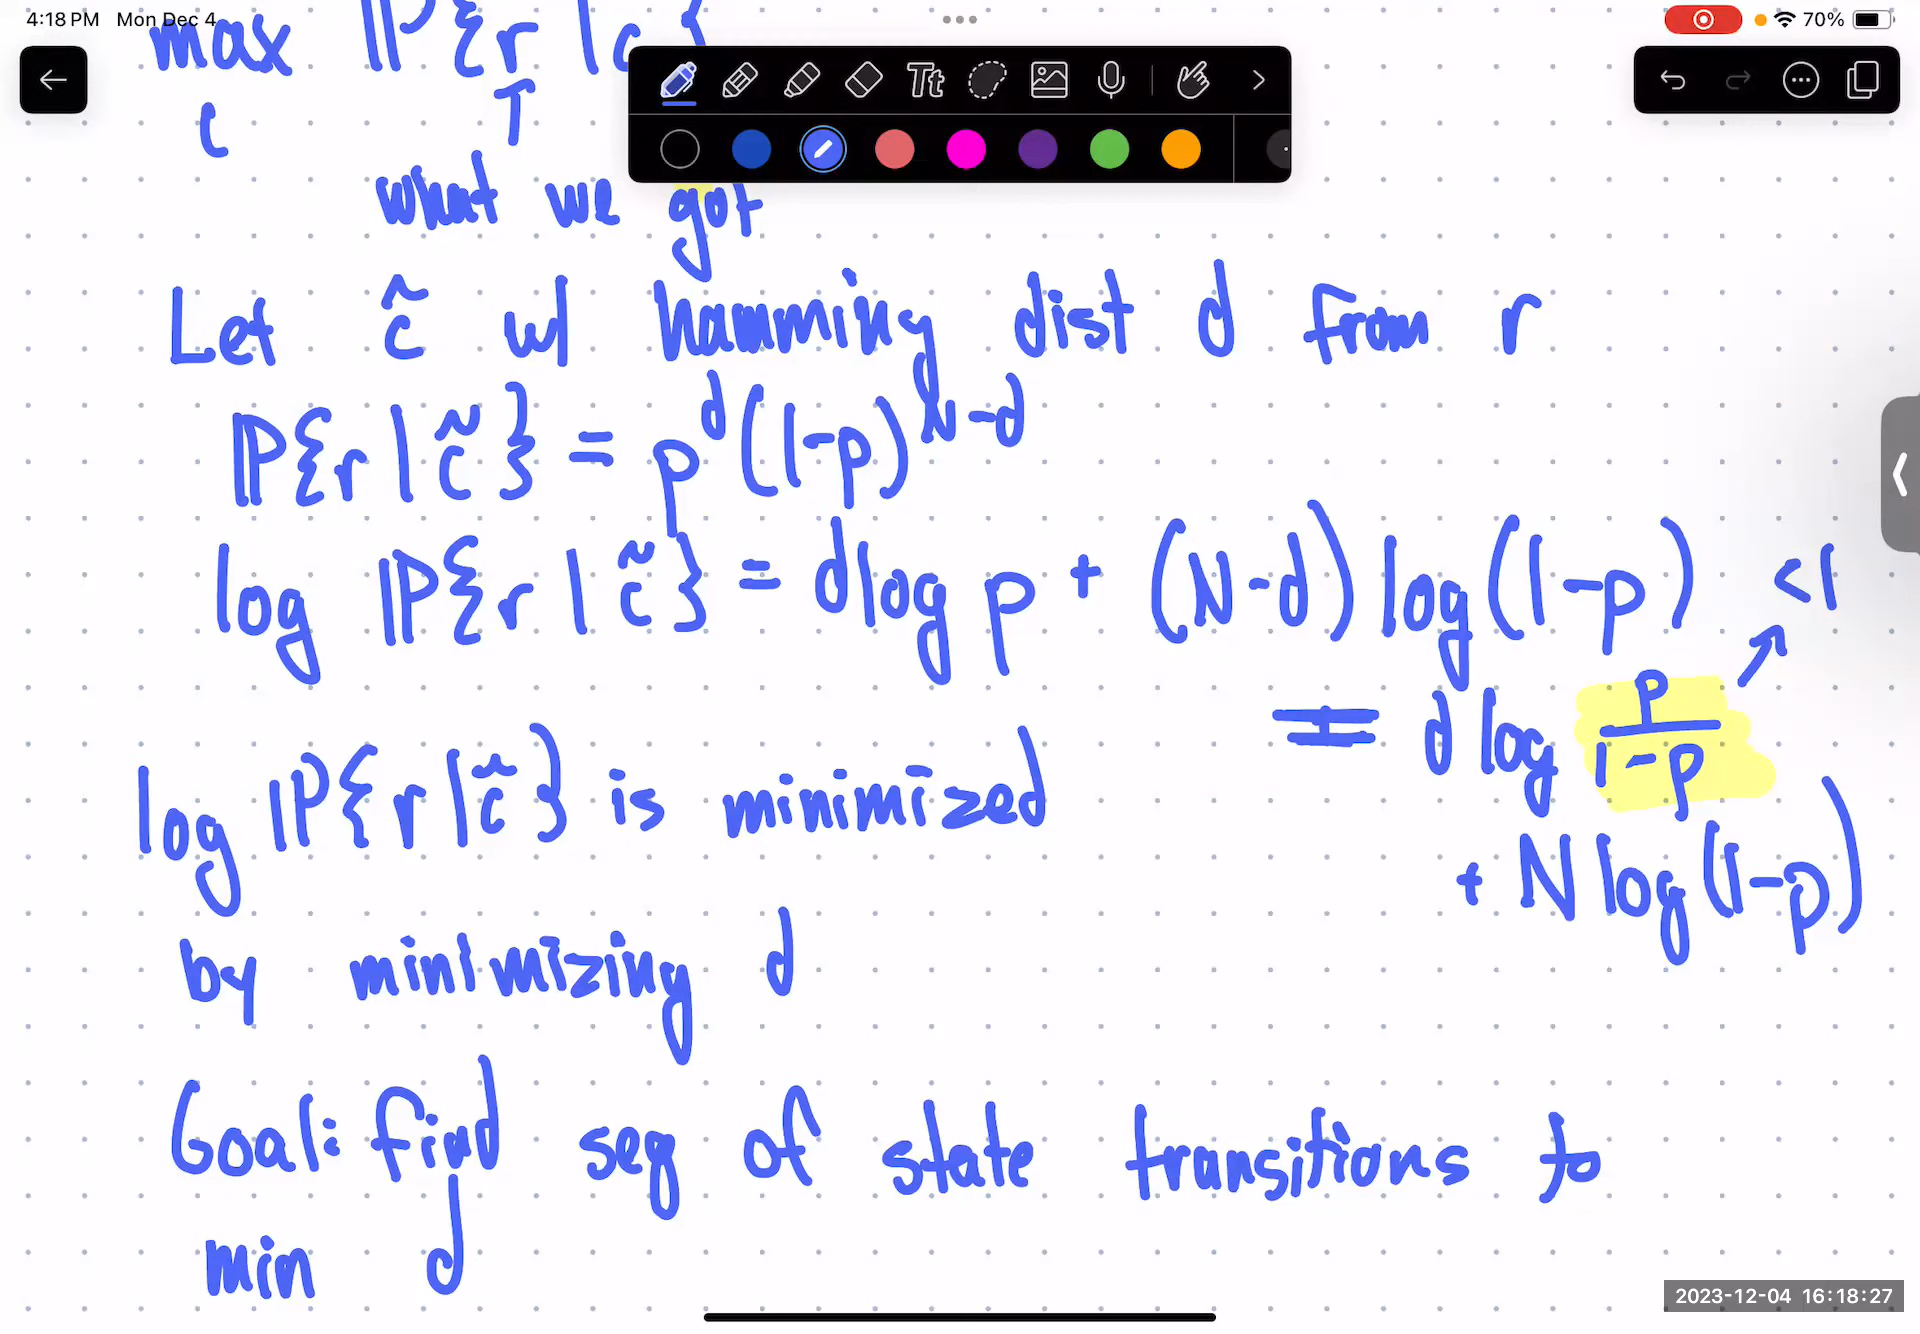 4:18 PM Mon Dec 4
70%
max P{r | c}
c
what we got
Tt
Let c̃ w/ hamming dist d from r
P{r | c̃} = p^d (1-p)^{N-d}
log P{r | c̃} = d log p + (N-d) log (1-p)
<1
= d log p/(1-p)
+ N log (1-p)
log P{r | c̃} is minimized
by minimizing d
Goal: find seq of state transitions to
min d
2023-12-04 16:18:27